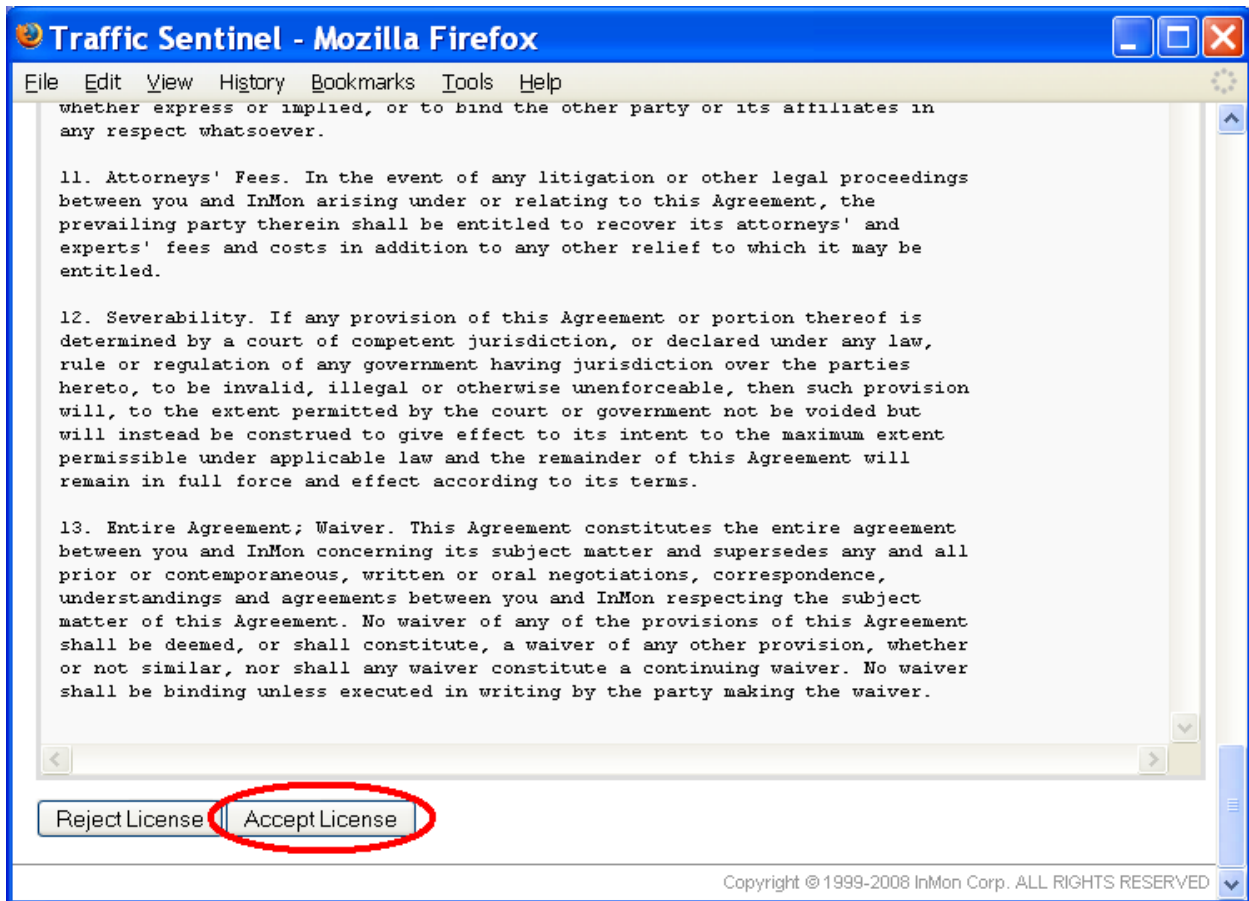 Traffic Sentinel - Mozilla Firefox
File Edit View History Bookmarks Tools Help
whether express or implied, or to bind the other party or its affiliates in
any respect whatsoever.
11. Attorneys' Fees. In the event of any litigation or other legal proceedings
between you and InMon arising under or relating to this Agreement, the
prevailing party therein shall be entitled to recover its attorneys' and
experts' fees and costs in addition to any other relief to which it may be
entitled.
12. Severability. If any provision of this Agreement or portion thereof is
determined by a court of competent jurisdiction, or declared under any law,
rule or regulation of any government having jurisdiction over the parties
hereto, to be invalid, illegal or otherwise unenforceable, then such provision
will, to the extent permitted by the court or government not be voided but
will instead be construed to give effect to its intent to the maximum extent
permissible under applicable law and the remainder of this Agreement will
remain in full force and effect according to its terms.
13. Entire Agreement; Waiver. This Agreement constitutes the entire agreement
between you and InMon concerning its subject matter and supersedes any and all
prior or contemporaneous, written or oral negotiations, correspondence,
understandings and agreements between you and InMon respecting the subject
matter of this Agreement. No waiver of any of the provisions of this Agreement
shall be deemed, or shall constitute, a waiver of any other provision, whether
or not similar, nor shall any waiver constitute a continuing waiver. No waiver
shall be binding unless executed in writing by the party making the waiver.
Reject License Accept License
Copyright © 1999-2008 InMon Corp. ALL RIGHTS RESERVED